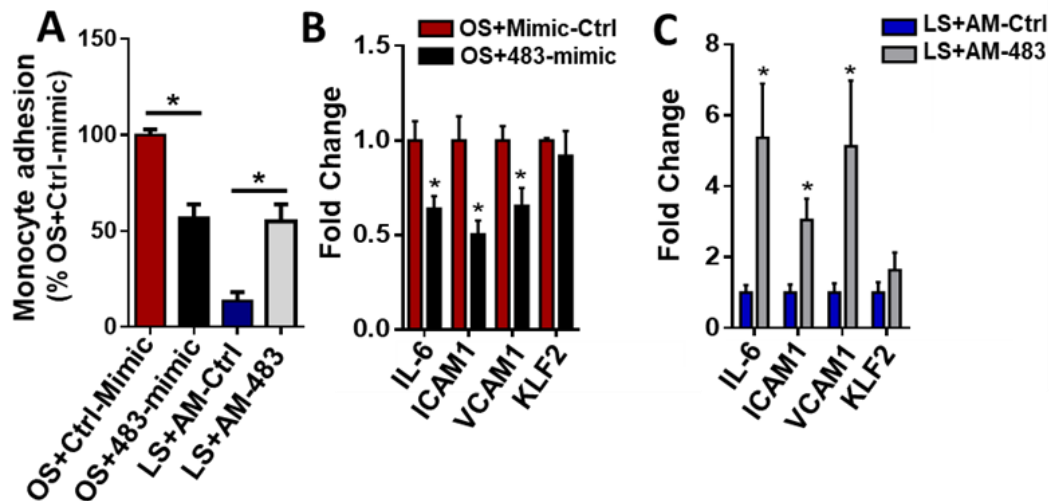 A
Monocyte adhesion
(% OS+Ctrl-mimic)
150
100
50
0
*
*
OS+Ctrl-Mimic
OS+483-mimic
LS+AM-Ctrl
LS+AM-483
B
OS+Mimic-Ctrl
OS+483-mimic
Fold Change
1.5
1.0
0.5
0.0
*
*
*
IL-6
ICAM1
VCAM1
KLF2
C
LS+AM-Ctrl
LS+AM-483
Fold Change
8
6
4
2
0
*
*
*
IL-6
ICAM1
VCAM1
KLF2